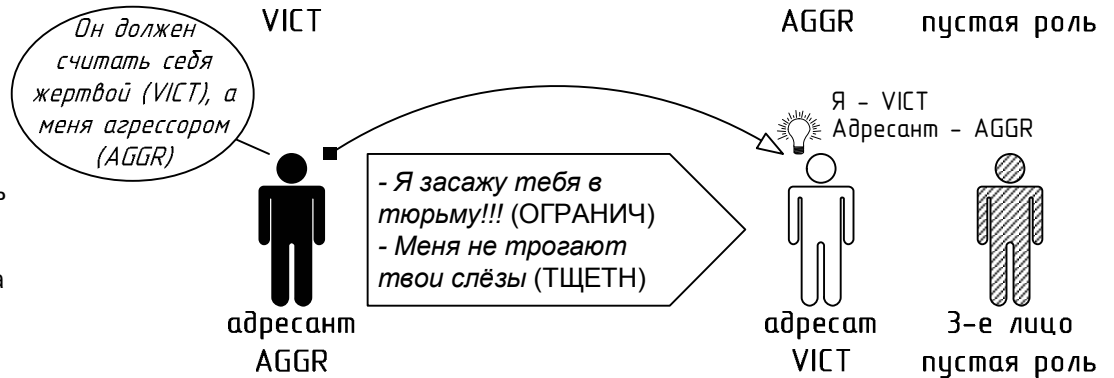 VICT
AGGR
пустая роль
Он должен
считать себя
жертвой (VICT), а
меня агрессором
(AGGR)
Я - VICT
Адресант - AGGR
ь
а
- Я засажу тебя в
тюрьму!!! (ОГРАНИЧ)
- Меня не трогают
твои слёзы (ТЩЕТН)
адресант
AGGR
адресат
VICT
3-е лицо
пустая роль